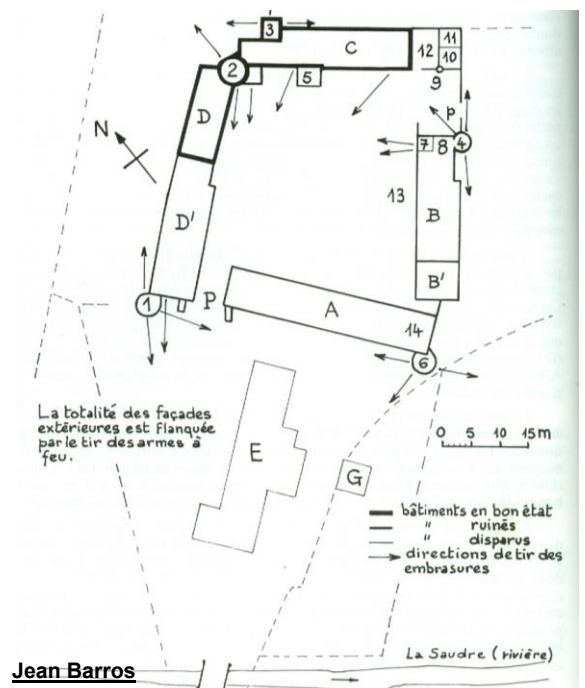 3
C
11
12
10
2
5
9
P
4
D
7
8
N
13
B
D'
B'
1
P
A
14
6
La totalité des façades
extérieures est flanquée
par le tir des armes à
feu.
0 5 15 m
E
G
bâtiments en bon état
" ruinés
" disparus
directions de tir des
embrasures
La Saudre (rivière)
Jean Barros